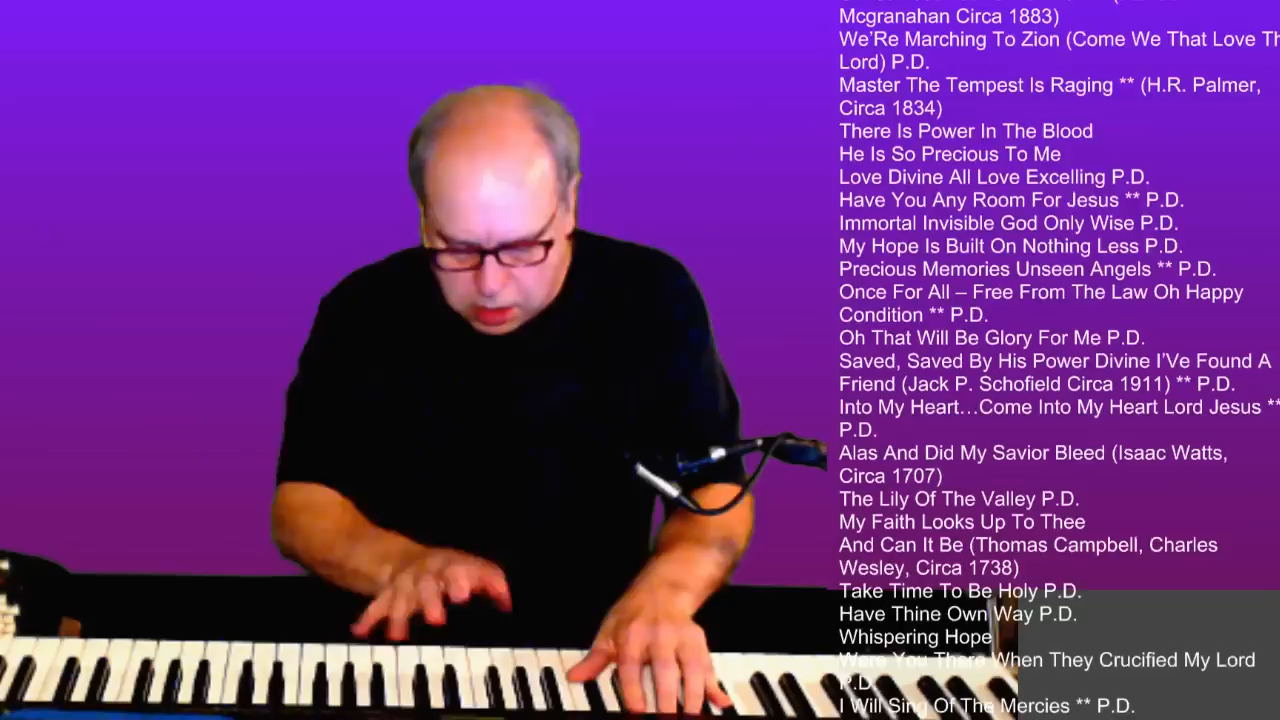 Mcgranahan Circa 1883)
We’Re Marching To Zion (Come We That Love Th
Lord) P.D.
Master The Tempest Is Raging ** (H.R. Palmer,
Circa 1834)
There Is Power In The Blood
He Is So Precious To Me
Love Divine All Love Excelling P.D.
Have You Any Room For Jesus ** P.D.
Immortal Invisible God Only Wise P.D.
My Hope Is Built On Nothing Less P.D.
Precious Memories Unseen Angels ** P.D.
Once For All – Free From The Law Oh Happy
Condition ** P.D.
Oh That Will Be Glory For Me P.D.
Saved, Saved By His Power Divine I’Ve Found A
Friend (Jack P. Schofield Circa 1911) ** P.D.
Into My Heart…Come Into My Heart Lord Jesus **
P.D.
Alas And Did My Savior Bleed (Isaac Watts,
Circa 1707)
The Lily Of The Valley P.D.
My Faith Looks Up To Thee
And Can It Be (Thomas Campbell, Charles
Wesley, Circa 1738)
Take Time To Be Holy P.D.
Have Thine Own Way P.D.
Whispering Hope
Were You There When They Crucified My Lord
P.D.
I Will Sing Of The Mercies ** P.D.